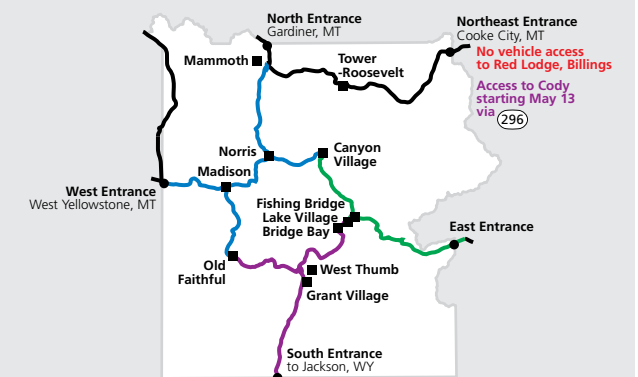 North Entrance
Gardiner, MT
Northeast Entrance
Cooke City, MT
No vehicle access
to Red Lodge, Billings
Access to Cody
starting May 13
via 296
Mammoth
Tower
-Roosevelt
Norris
Canyon
Village
Madison
West Entrance
West Yellowstone, MT
Fishing Bridge
Lake Village
Bridge Bay
East Entrance
Old
Faithful
West Thumb
Grant Village
South Entrance
to Jackson, WY